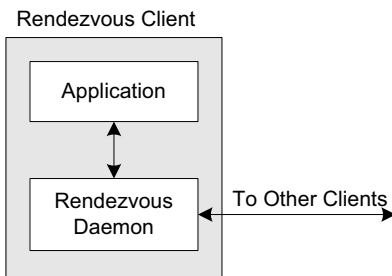 Rendezvous Client
Application
Rendezvous
Daemon
To Other Clients